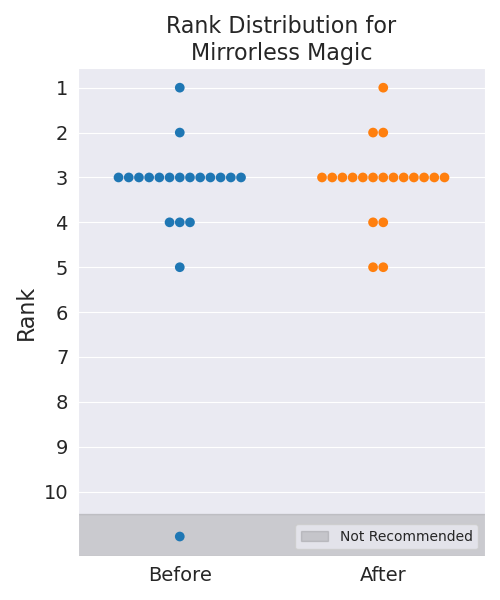 Rank Distribution for
Mirrorless Magic
Rank
1
2
3
4
5
6
7
8
9
10
Not Recommended
Before
After